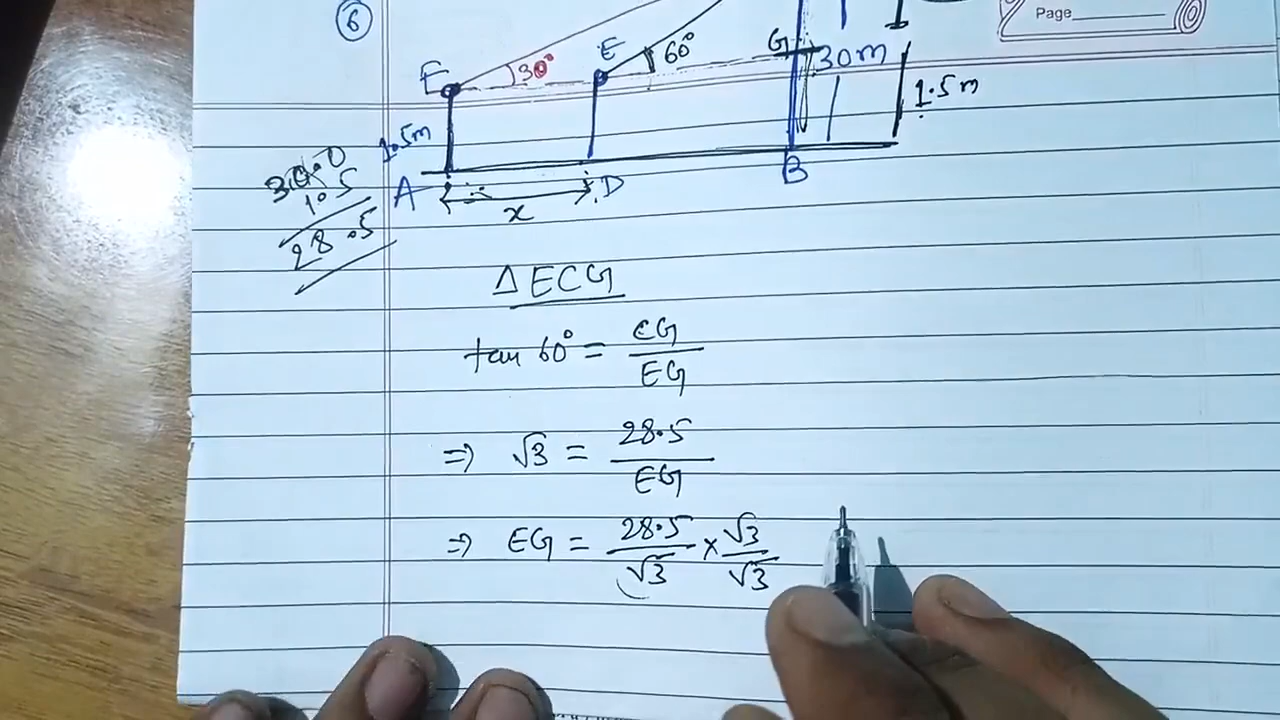 6
Page
30°
60°
F
E
G
30m
1.5m
1.5m
A
x
D
B
30.0
1.5
28.5
Δ ECG
tan 60° = CG/EG
⇒ √3 = 28.5/EG
⇒ EG = 28.5/√3 × √3/√3